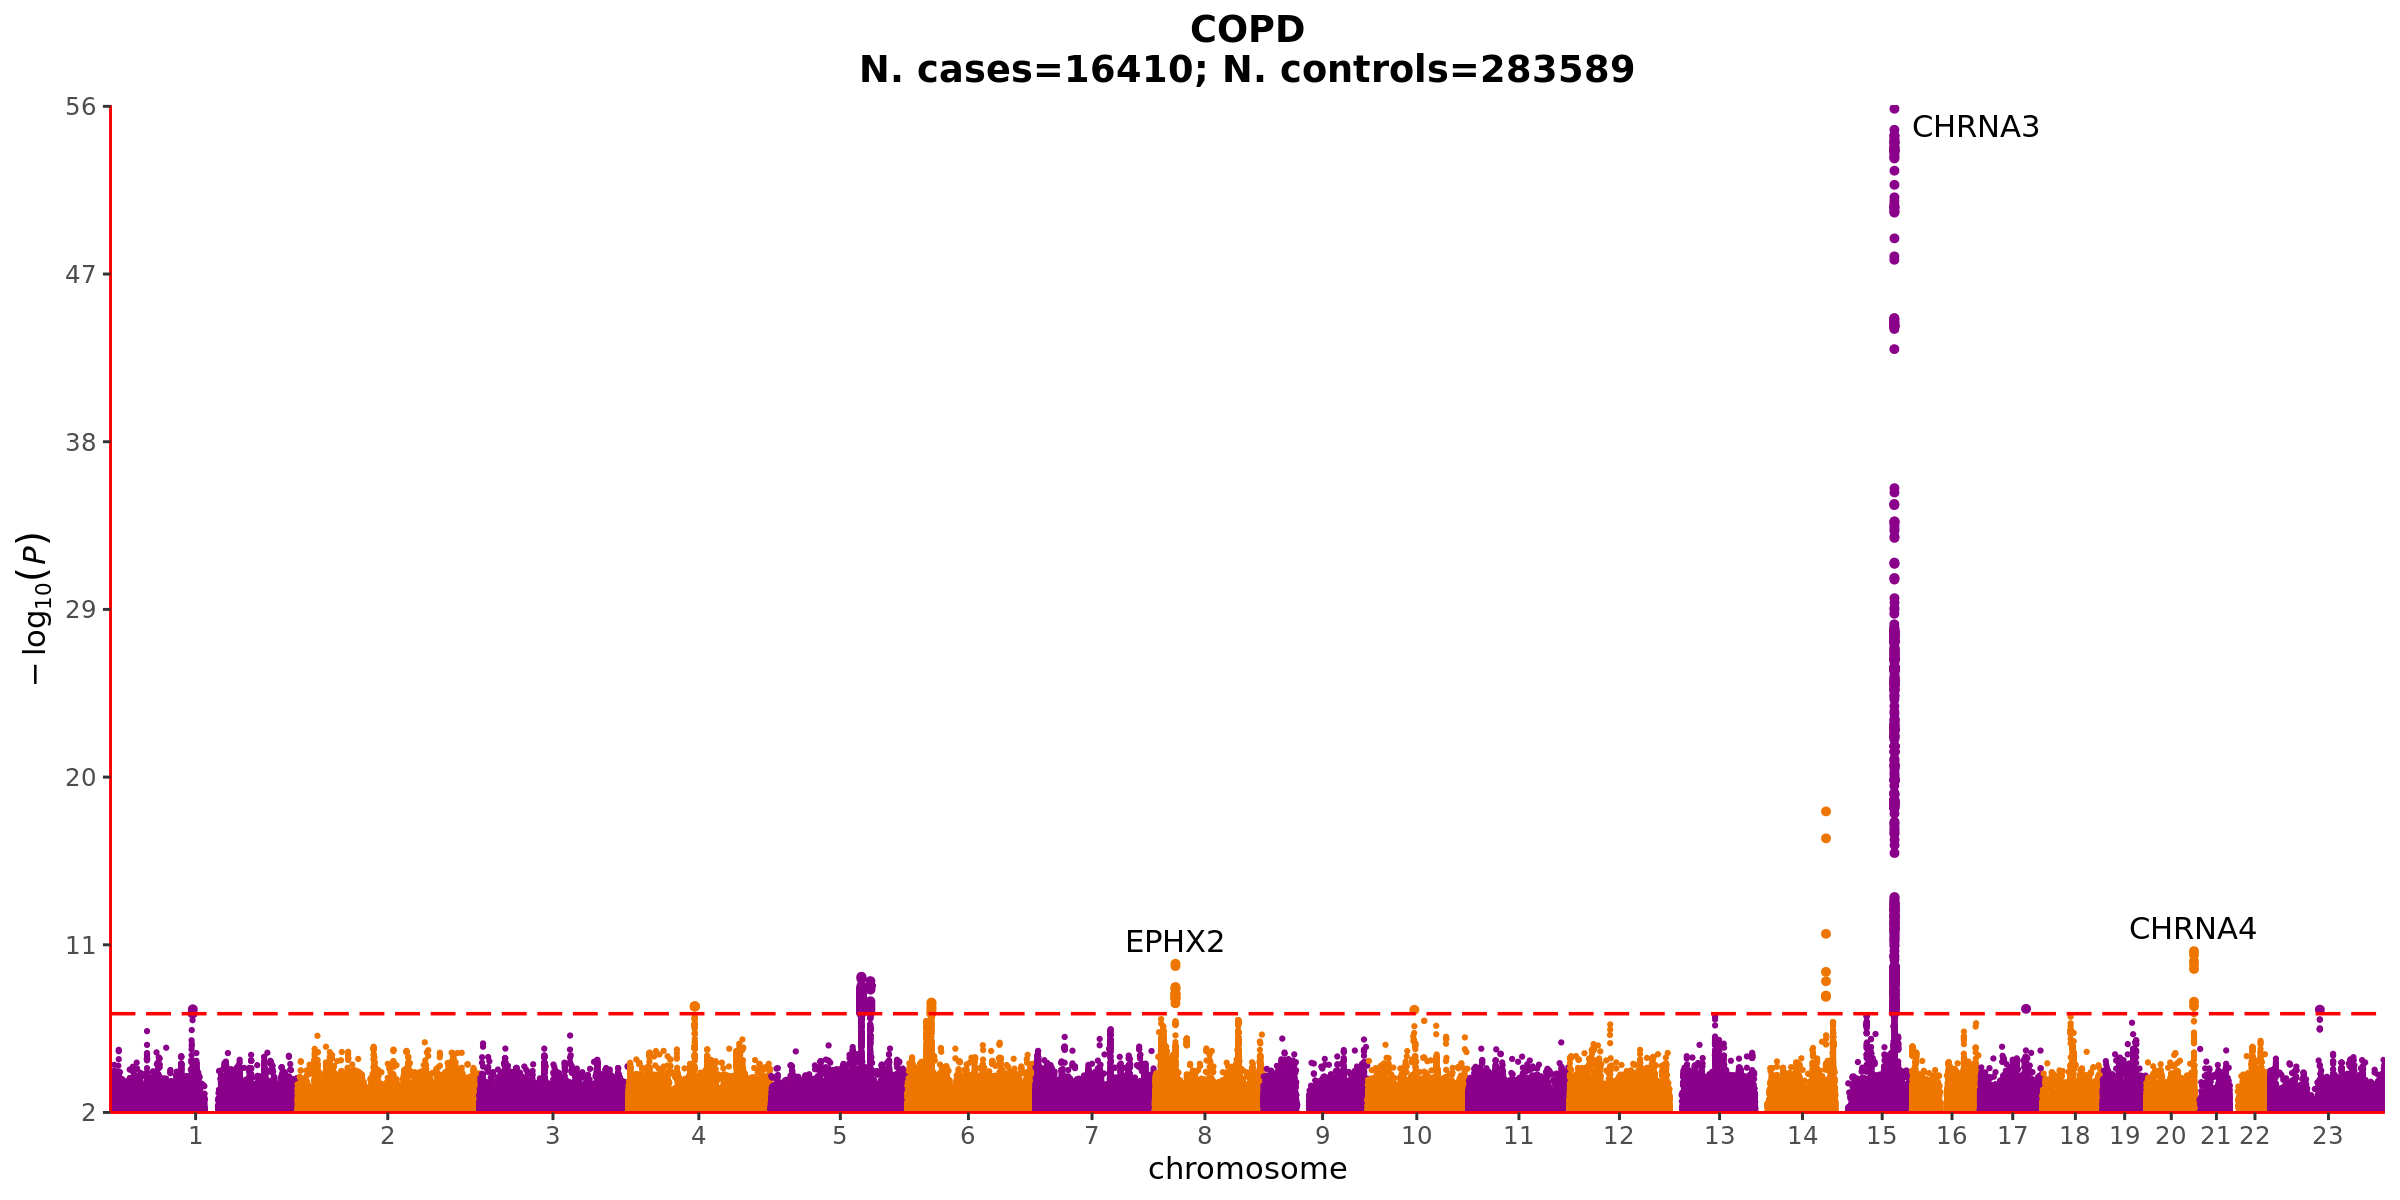 COPD
N. cases=16410; N. controls=283589
56
47
38
29
20
11
2
−log10(P)
CHRNA3
EPHX2
CHRNA4
1 2 3 4 5 6 7 8 9 10 11 12 13 14 15 16 17 18 19 20 21 22 23
chromosome